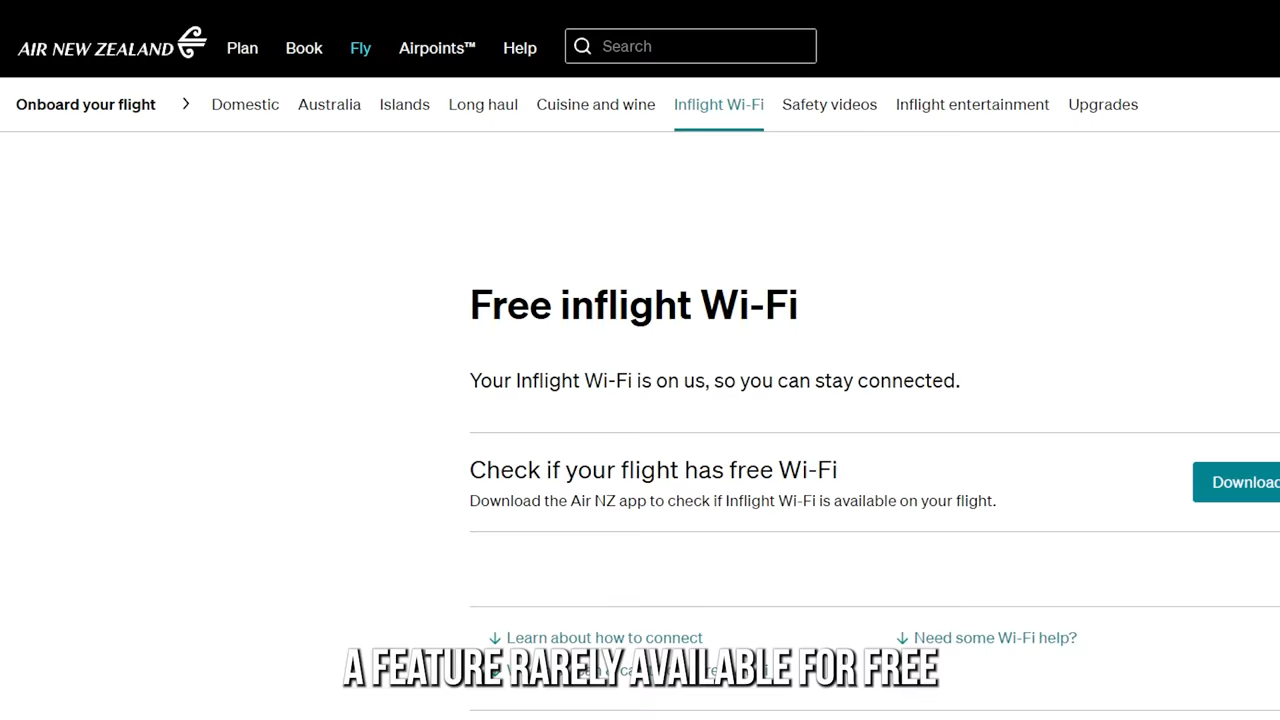 AIR NEW ZEALAND Plan Book Fly Airpoints™ Help Search
Onboard your flight > Domestic Australia Islands Long haul Cuisine and wine Inflight Wi-Fi Safety videos Inflight entertainment Upgrades
Free inflight Wi-Fi
Your Inflight Wi-Fi is on us, so you can stay connected.
Check if your flight has free Wi-Fi
Download the Air NZ app to check if Inflight Wi-Fi is available on your flight.
Download
↓ Learn about how to connect ↓ Need some Wi-Fi help?
A FEATURE RARELY AVAILABLE FOR FREE